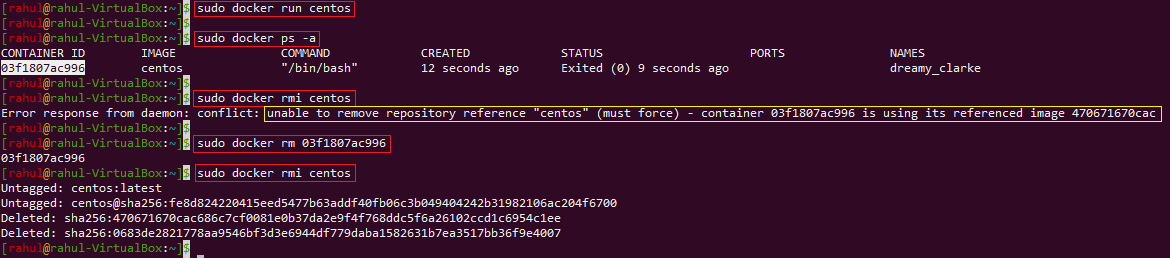 [rahul@rahul-VirtualBox:~]$ sudo docker run centos
[rahul@rahul-VirtualBox:~]$
[rahul@rahul-VirtualBox:~]$ sudo docker ps -a
CONTAINER ID IMAGE COMMAND CREATED STATUS PORTS NAMES
03f1807ac996 centos "/bin/bash" 12 seconds ago Exited (0) 9 seconds ago dreamy_clarke
[rahul@rahul-VirtualBox:~]$
[rahul@rahul-VirtualBox:~]$ sudo docker rmi centos
Error response from daemon: conflict: unable to remove repository reference "centos" (must force) - container 03f1807ac996 is using its referenced image 470671670cac
[rahul@rahul-VirtualBox:~]$
[rahul@rahul-VirtualBox:~]$ sudo docker rm 03f1807ac996
03f1807ac996
[rahul@rahul-VirtualBox:~]$ sudo docker rmi centos
Untagged: centos:latest
Untagged: centos@sha256:fe8d824220415eed5477b63addf40fb06c3b049404242b31982106ac204f6700
Deleted: sha256:470671670cac686c7cf0081e0b37da2e9f4f768ddc5f6a26102ccd1c6954c1ee
Deleted: sha256:0683de2821778aa9546bf3d3e6944df779daba1582631b7ea3517bb36f9e4007
[rahul@rahul-VirtualBox:~]$